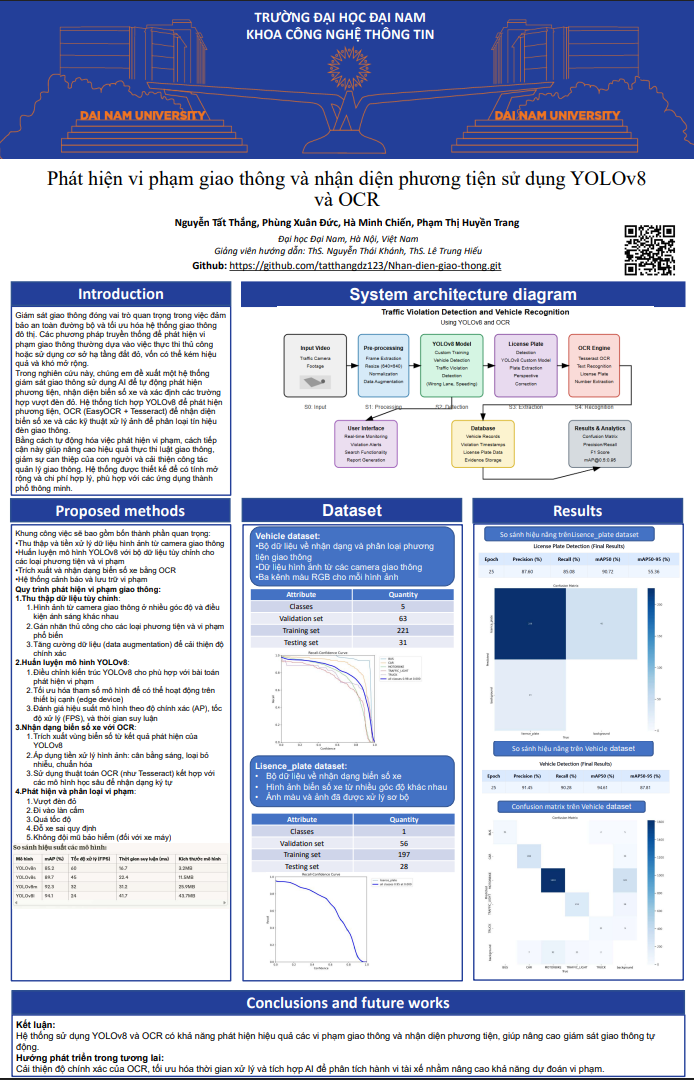 TRƯỜNG ĐẠI HỌC ĐẠI NAM
KHOA CÔNG NGHỆ THÔNG TIN
DAI NAM UNIVERSITY
DAI NAM UNIVERSITY
Phát hiện vi phạm giao thông và nhận diện phương tiện sử dụng YOLOv8
và OCR
Nguyễn Tất Thắng, Phùng Xuân Đức, Hà Minh Chiến, Phạm Thị Huyền Trang
Đại học Đại Nam, Hà Nội, Việt Nam
Giảng viên hướng dẫn: ThS. Nguyễn Thái Khánh, ThS. Lê Trung Hiếu
Github: https://github.com/tatthangdz123/Nhan-dien-giao-thong.git
Introduction
Giám sát giao thông đóng vai trò quan trọng trong việc đảm
bảo an toàn đường bộ và tối ưu hóa hệ thống giao thông
đô thị. Các phương pháp truyền thống để phát hiện vi
phạm giao thông thường dựa vào việc thực thi thủ công
hoặc sử dụng cơ sở hạ tầng đắt đỏ, vốn có thể kém hiệu
quả và khó mở rộng.
Trong nghiên cứu này, chúng em đề xuất một hệ thống
giám sát giao thông sử dụng AI để tự động phát hiện
phương tiện, nhận diện biển số xe và xác định các trường
hợp vượt đèn đỏ. Hệ thống tích hợp YOLOv8 để phát hiện
phương tiện, OCR (EasyOCR + Tesseract) để nhận diện
biển số xe và các kỹ thuật xử lý ảnh để phân loại tín hiệu
đèn giao thông.
Bằng cách tự động hóa việc phát hiện vi phạm, cách tiếp
cận này giúp nâng cao hiệu quả thực thi luật giao thông,
giảm sự can thiệp của con người và cải thiện công tác
quản lý giao thông. Hệ thống được thiết kế để có tính mở
rộng và chi phí hợp lý, phù hợp với các ứng dụng thành
phố thông minh.
System architecture diagram
Traffic Violation Detection and Vehicle Recognition
Using YOLOv8 and OCR
Input Video
Traffic Camera
Footage
S0: Input
Pre-processing
Frame Extraction
Resize (640×640)
Normalization
Data Augmentation
S1: Processing
YOLOv8 Model
Custom Training
Vehicle Detection
Traffic Violation
Detection
(Wrong Lane, Speeding)
S2: Detection
License Plate
Detection
YOLOv8 Custom Model
Plate Extraction
Perspective
Correction
S3: Extraction
OCR Engine
Tesseract OCR
Text Recognition
License Plate
Number Extraction
S4: Recognition
User Interface
Real-time Monitoring
Violation Alerts
Search Functionality
Report Generation
Database
Vehicle Records
Violation Timestamps
License Plate Data
Evidence Storage
Results & Analytics
Confusion Matrix
Precision/Recall
F1 Score
mAP@0.5:0.95
Proposed methods
Khung công việc sẽ bao gồm bốn thành phần quan trọng:
•Thu thập và tiền xử lý dữ liệu hình ảnh từ camera giao thông
•Huấn luyện mô hình YOLOv8 với bộ dữ liệu tùy chỉnh cho
các loại phương tiện và vi phạm
•Trích xuất và nhận dạng biển số bằng OCR
•Hệ thống cảnh báo và lưu trữ vi phạm
Quy trình phát hiện vi phạm giao thông:
1.Thu thập dữ liệu tùy chỉnh:
1.Hình ảnh từ camera giao thông ở nhiều góc độ và điều
kiện ánh sáng khác nhau
2.Gán nhãn thủ công cho các loại phương tiện và vi phạm
phổ biến
3.Tăng cường dữ liệu (data augmentation) để cải thiện độ
chính xác
2.Huấn luyện mô hình YOLOv8:
1.Điều chỉnh kiến trúc YOLOv8 cho phù hợp với bài toán
phát hiện vi phạm
2.Tối ưu hóa tham số mô hình để có thể hoạt động trên
thiết bị cạnh (edge device)
3.Đánh giá hiệu suất mô hình theo độ chính xác (AP), tốc
độ xử lý (FPS), và thời gian suy luận
3.Nhận dạng biển số xe với OCR:
1.Trích xuất vùng biển số từ kết quả phát hiện của
YOLOv8
2.Áp dụng tiền xử lý hình ảnh: cân bằng sáng, loại bỏ
nhiễu, chuẩn hóa
3.Sử dụng thuật toán OCR (như Tesseract) kết hợp với
các mô hình học sâu để nhận dạng ký tự
4.Phát hiện và phân loại vi phạm:
1.Vượt đèn đỏ
2.Đi vào làn cấm
3.Quá tốc độ
4.Đỗ xe sai quy định
5.Không đội mũ bảo hiểm (đối với xe máy)
So sánh hiệu suất các mô hình:
Mô hình mAP (%) Tốc độ xử lý (FPS) Thời gian suy luận (ms) Kích thước mô hình
YOLOv8n 85.2 60 16.7 3.2MB
YOLOv8s 89.7 45 22.4 11.5MB
YOLOv8m 92.3 32 31.2 25.9MB
YOLOv8l 94.1 24 41.7 43.7MB
Dataset
Vehicle dataset:
•Bộ dữ liệu về nhận dạng và phân loại phương
tiện giao thông
•Dữ liệu hình ảnh từ các camera giao thông
•Ba kênh màu RGB cho mỗi hình ảnh
Attribute Quantity
Classes 5
Validation set 63
Training set 221
Testing set 31
Recall-Confidence Curve
Recall
Confidence
BUS
CAR
MOTORBIKE
TRAFFIC_LIGHT
TRUCK
Lisence_plate dataset:
• Bộ dữ liệu về nhận dạng biển số xe
• Hình ảnh biển số xe từ nhiều góc độ khác nhau
• Ảnh màu và ảnh đã được xử lý sơ bộ
Attribute Quantity
Classes 1
Validation set 56
Training set 197
Testing set 28
Recall-Confidence Curve
Recall
Confidence
license_plate
Results
So sánh hiệu năng trênLisence_plate dataset
License Plate Detection (Final Results)
Epoch Precision (%) Recall (%) mAP50 (%) mAP50-95 (%)
25 87.60 85.08 90.72 55.36
Confusion Matrix
license_plate
background
Predicted
True
So sánh hiệu năng trên Vehicle dataset
Vehicle Detection (Final Results)
Epoch Precision (%) Recall (%) mAP50 (%) mAP50-95 (%)
25 91.45 90.28 94.61
Confusion matrix trên Vehicle dataset
Confusion Matrix
BUS CAR MOTORBIKE TRAFFIC_LIGHT TRUCK background
True
Conclusions and future works
Kết luận:
Hệ thống sử dụng YOLOv8 và OCR có khả năng phát hiện hiệu quả các vi phạm giao thông và nhận diện phương tiện, giúp nâng cao giám sát giao thông tự
động.
Hướng phát triển trong tương lai:
Cải thiện độ chính xác của OCR, tối ưu hóa thời gian xử lý và tích hợp AI để phân tích hành vi tài xế nhằm nâng cao khả năng dự đoán vi phạm.